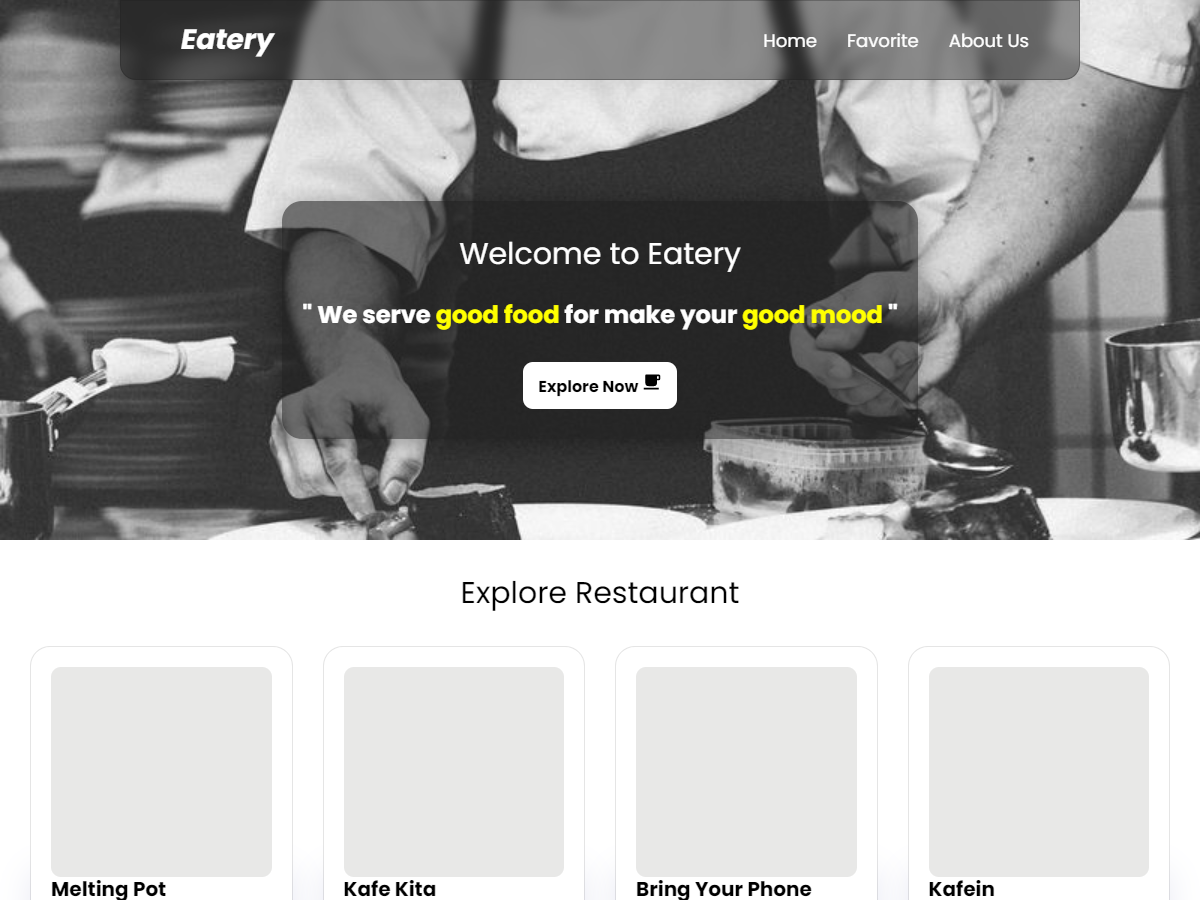 Eatery
Home Favorite About Us
Welcome to Eatery
" We serve good food for make your good mood "
Explore Now
Explore Restaurant
Melting Pot
Kafe Kita
Bring Your Phone
Kafein